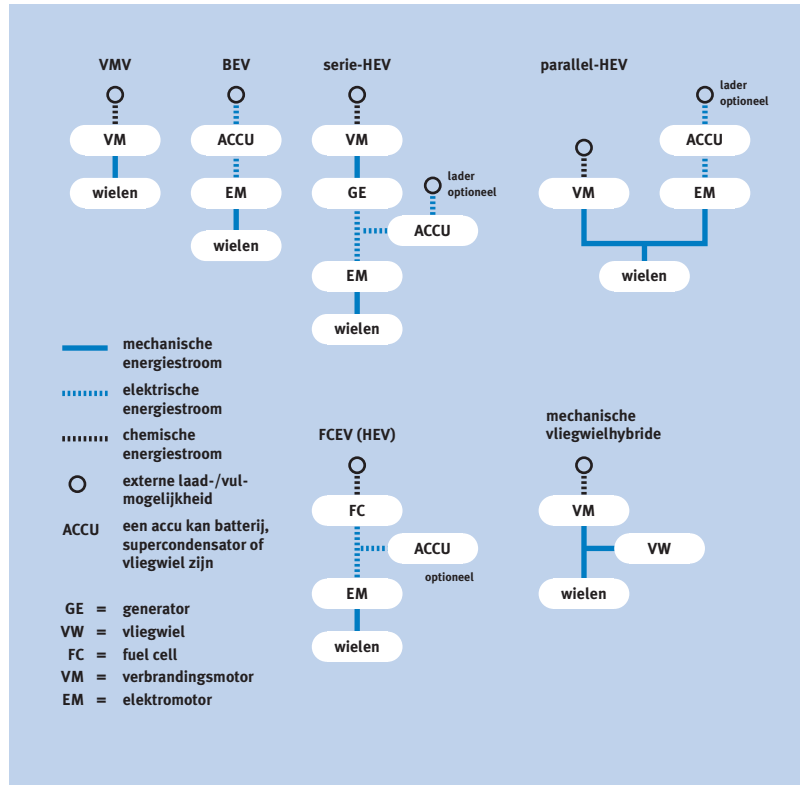 VMV
VM
wielen
BEV
ACCU
EM
wielen
serie-HEV
VM
GE
lader
optioneel
ACCU
EM
wielen
parallel-HEV
lader
optioneel
ACCU
VM
EM
wielen
mechanische
energiestroom
elektrische
energiestroom
chemische
energiestroom
externe laad-/vul-
mogelijkheid
ACCU een accu kan batterij,
supercondensator of
vliegwiel zijn
GE = generator
VW = vliegwiel
FC = fuel cell
VM = verbrandingsmotor
EM = elektromotor
FCEV (HEV)
FC
ACCU
optioneel
EM
wielen
mechanische
vliegwielhybride
VM
VW
wielen